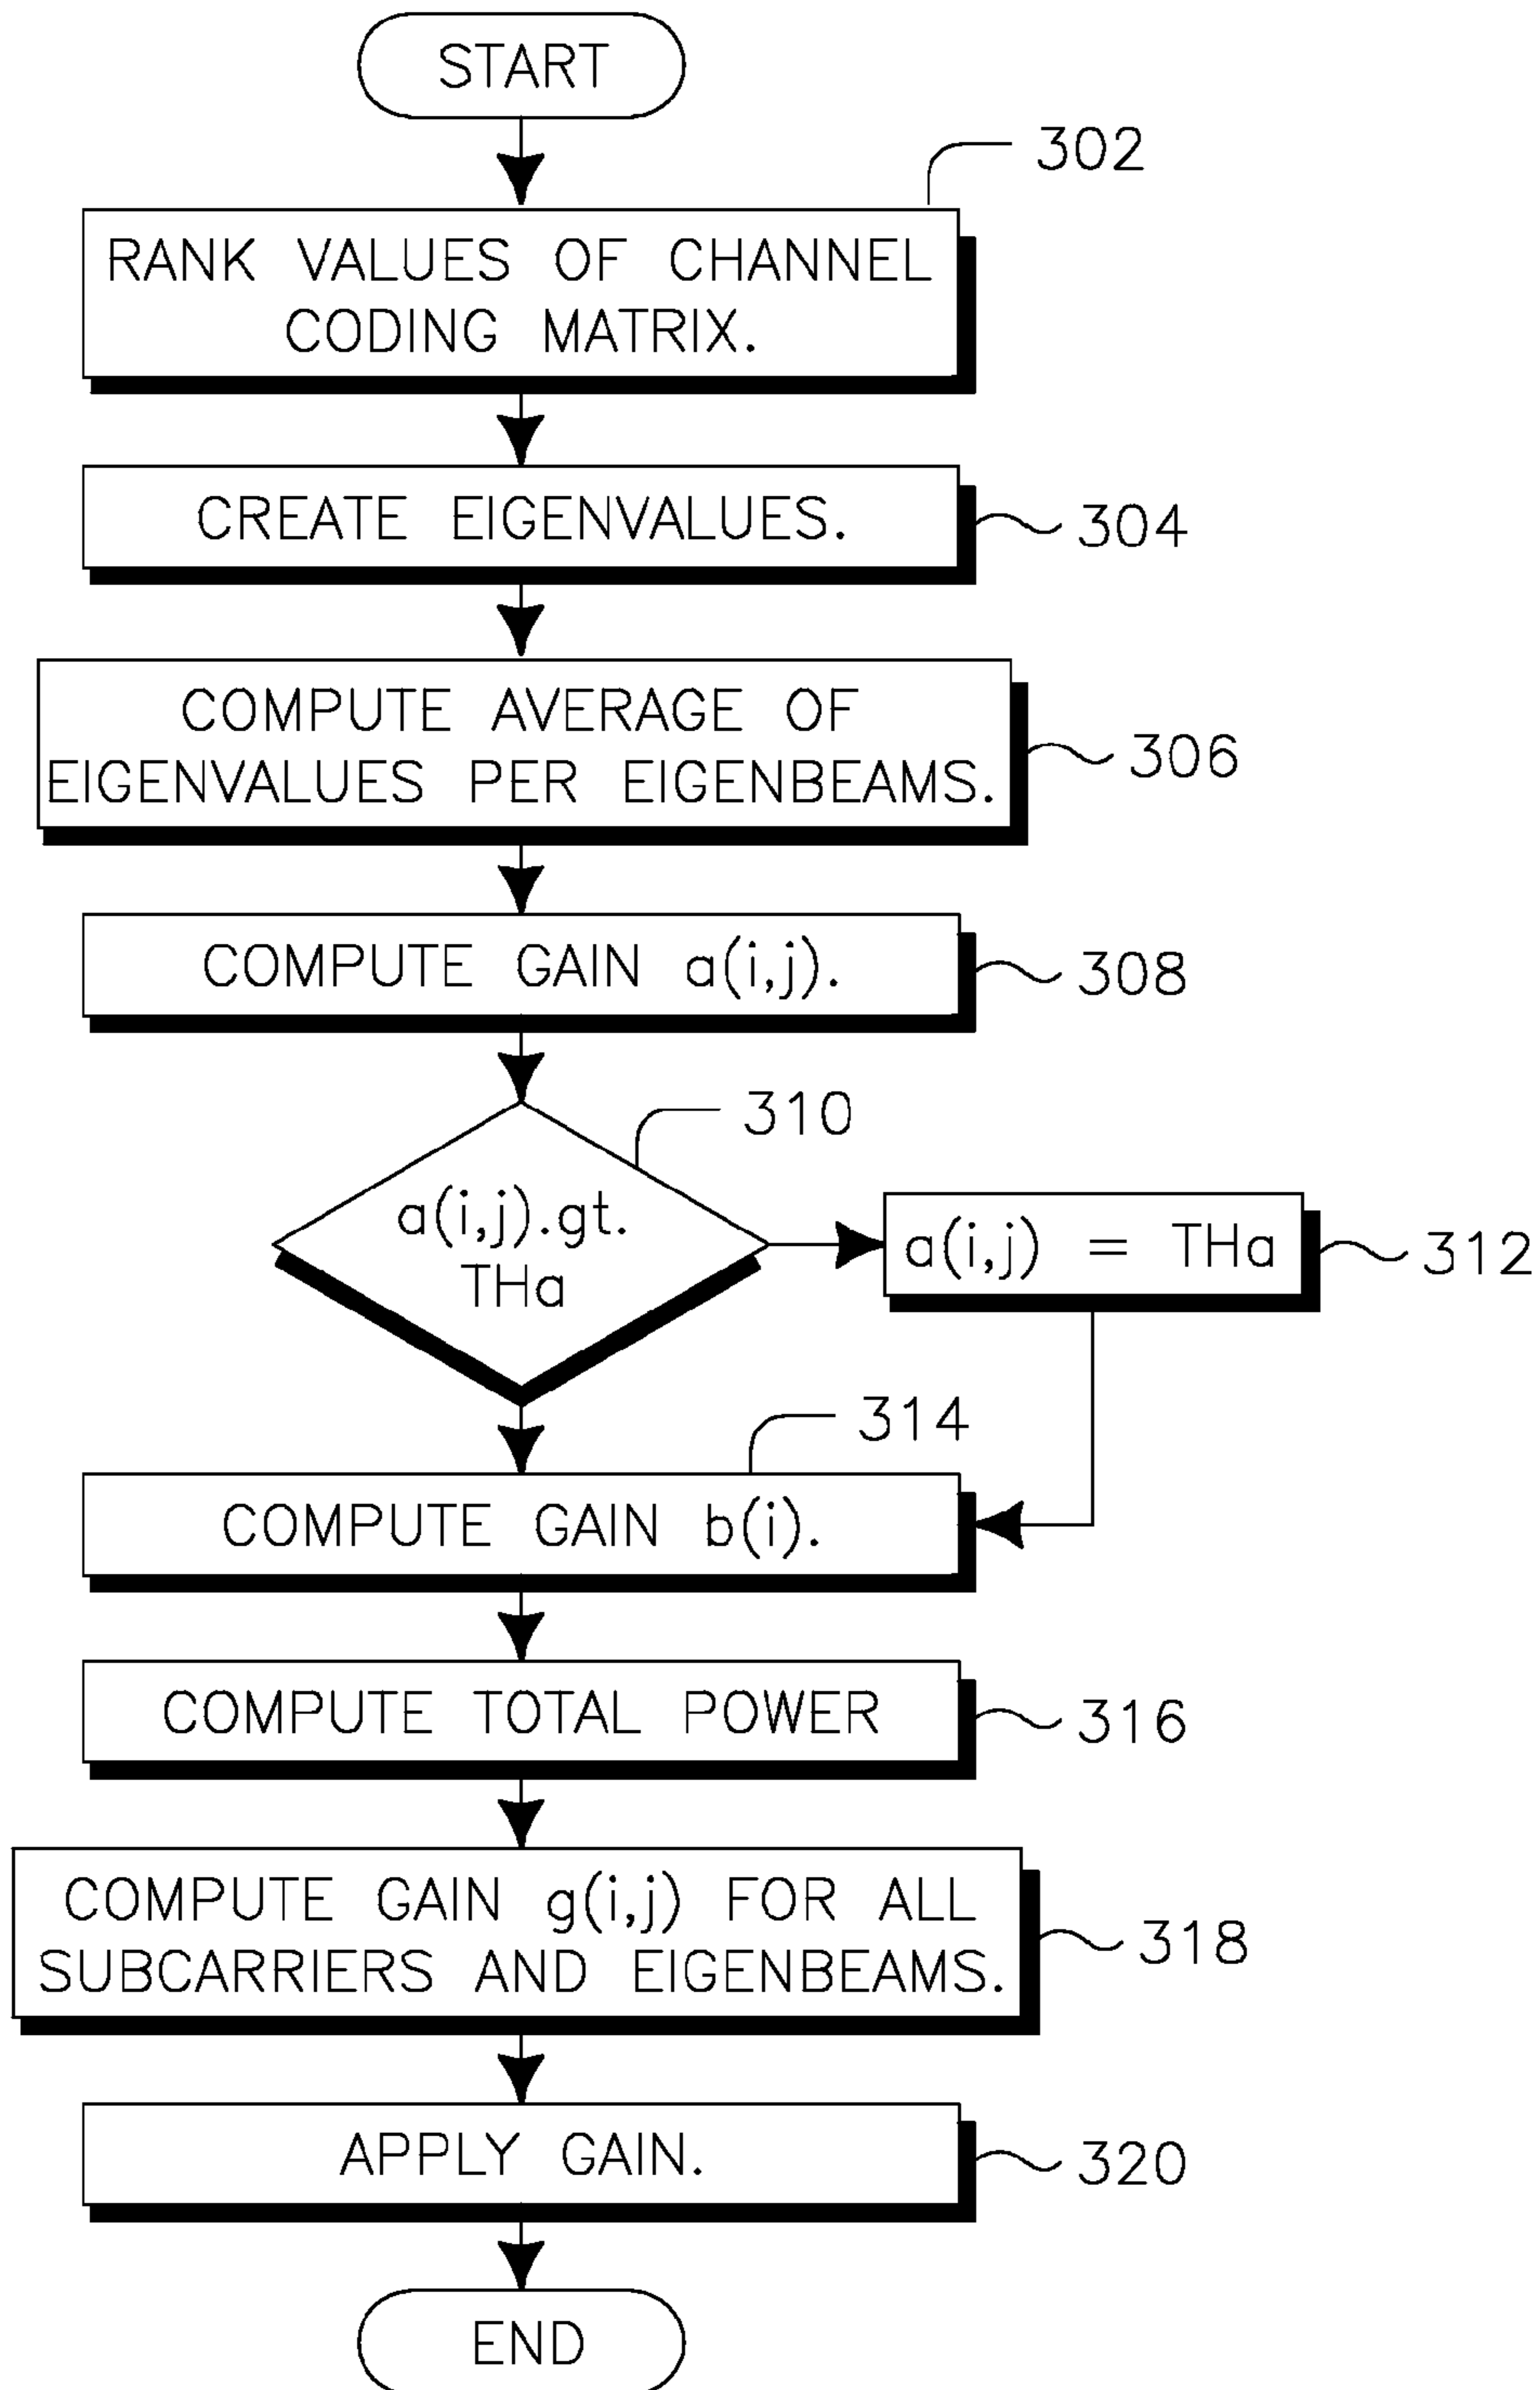 START
302
RANK VALUES OF CHANNEL
CODING MATRIX.
CREATE EIGENVALUES.
304
COMPUTE AVERAGE OF
EIGENVALUES PER EIGENBEAMS.
306
COMPUTE GAIN a(i,j).
308
310
a(i,j).gt.
THa
a(i,j) = THa
312
314
COMPUTE GAIN b(i).
COMPUTE TOTAL POWER
316
COMPUTE GAIN g(i,j) FOR ALL
SUBCARRIERS AND EIGENBEAMS.
318
APPLY GAIN.
320
END